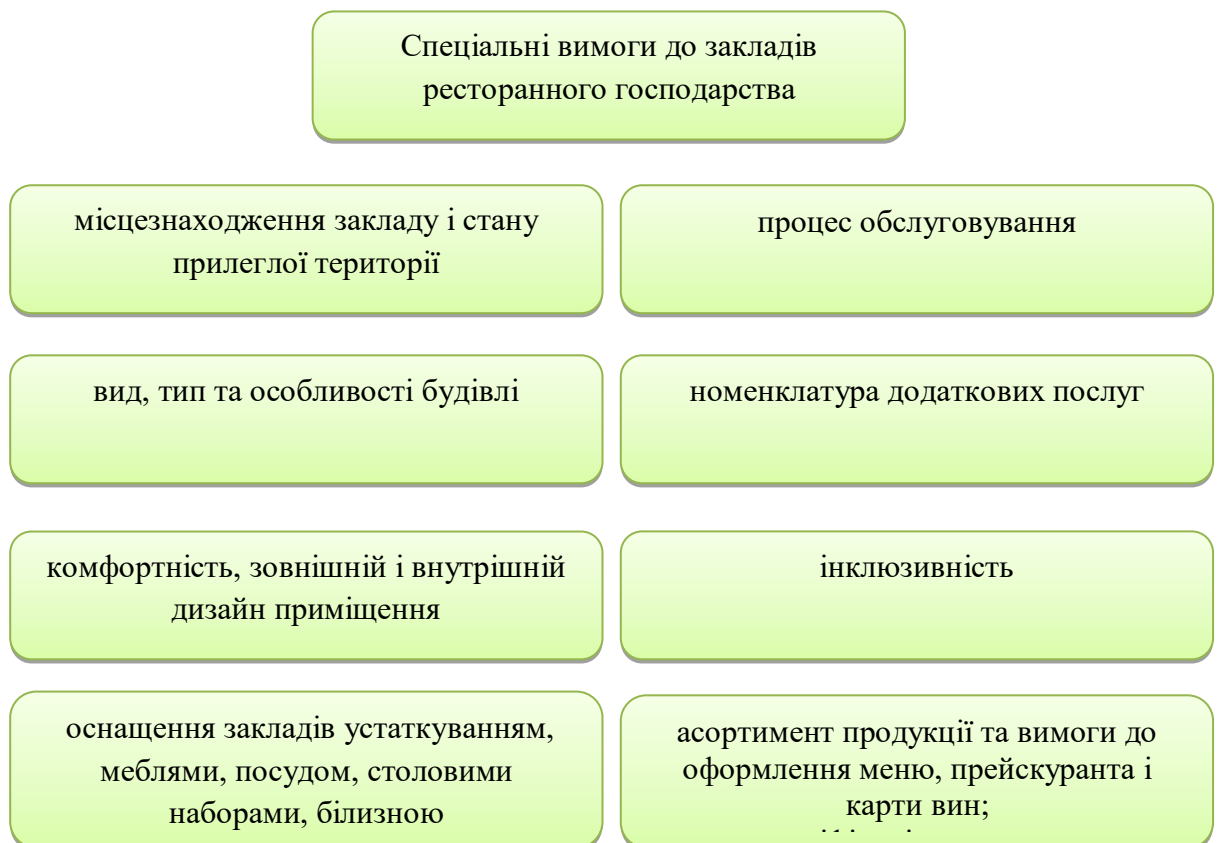 Спеціальні вимоги до закладів
ресторанного господарства
місцезнаходження закладу і стану
прилеглої території
процес обслуговування
вид, тип та особливості будівлі
номенклатура додаткових послуг
комфортність, зовнішній і внутрішній
дизайн приміщення
інклюзивність
оснащення закладів устаткуванням,
меблями, посудом, столовими
наборами, білизною
асортимент продукції та вимоги до
оформлення меню, прейскуранта і
карти вин;